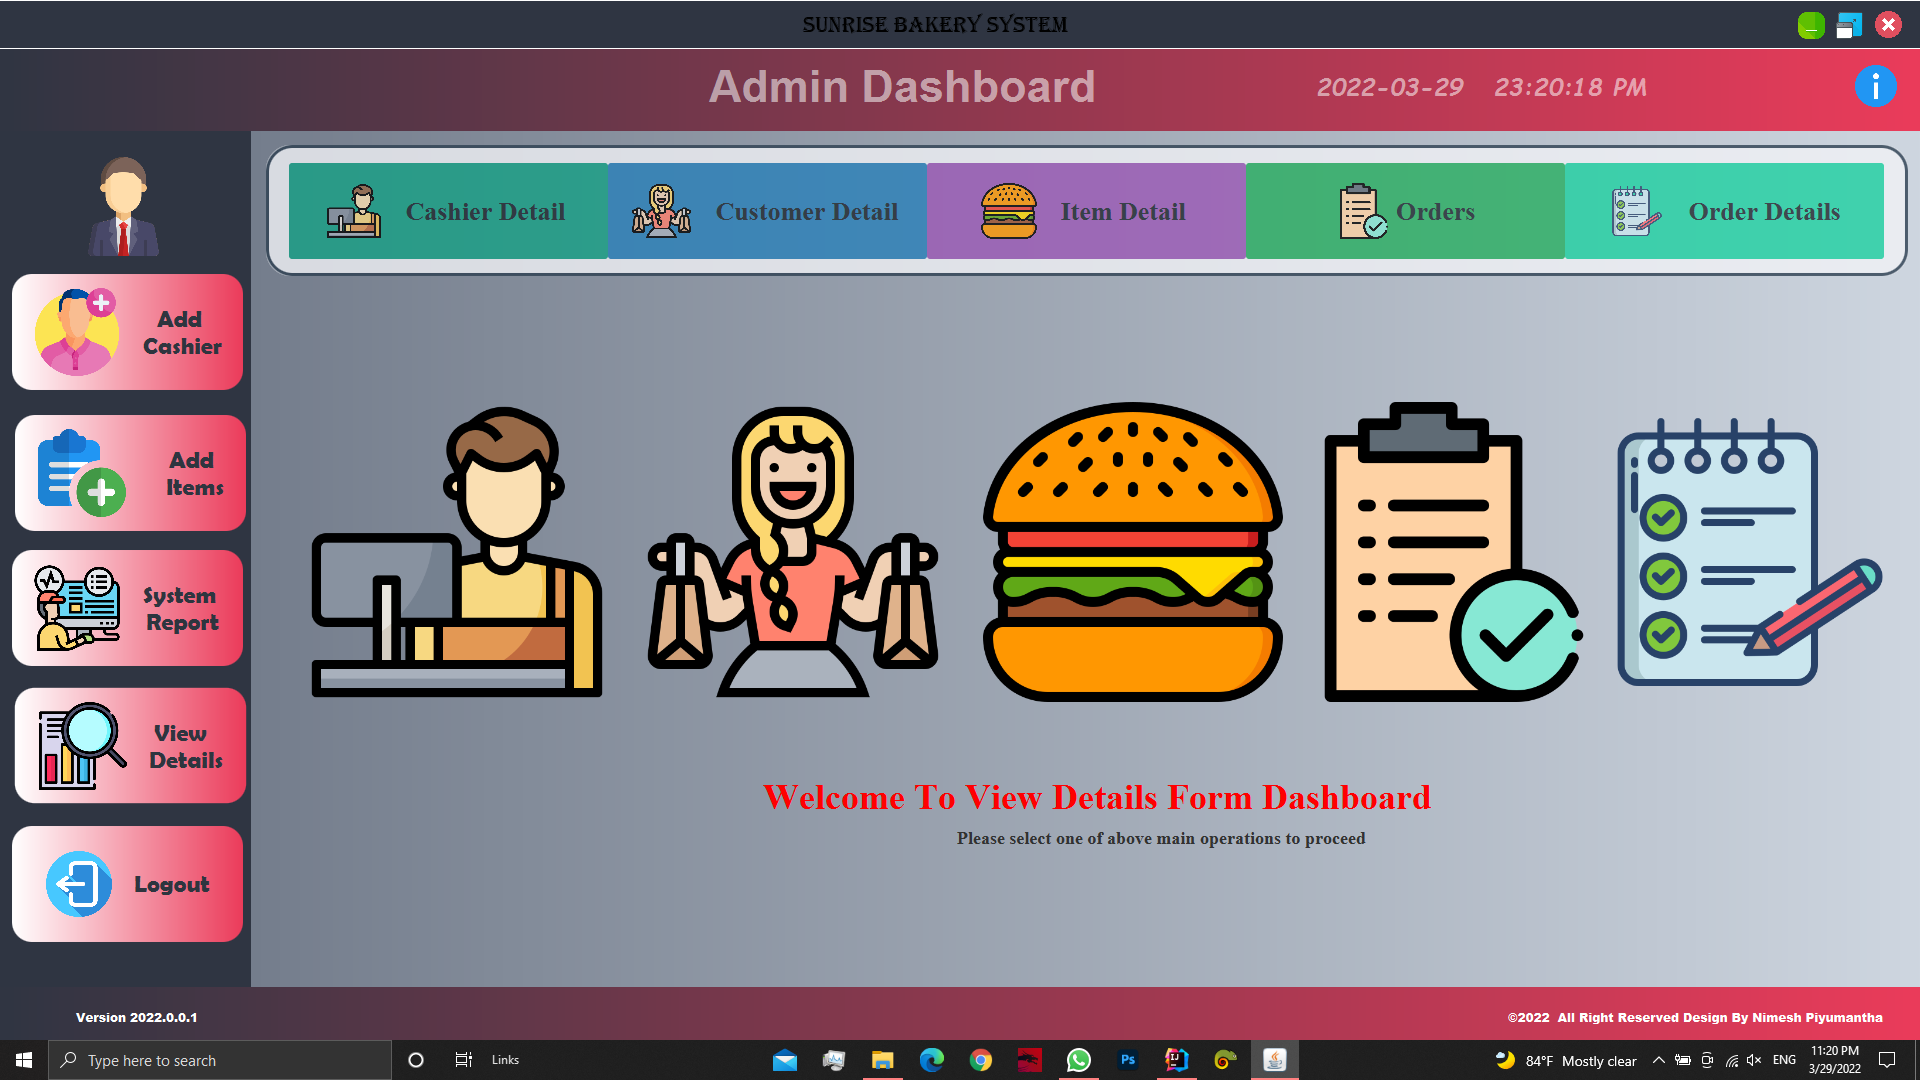 SUNRISE BAKERY SYSTEM
Admin Dashboard
2022-03-29 23:20:18 PM
Cashier Detail
Customer Detail
Item Detail
Orders
Order Details
Add
Cashier
Add
Items
System
Report
View
Details
Logout
Welcome To View Details Form Dashboard
Please select one of above main operations to proceed
Version 2022.0.0.1
©2022 All Right Reserved Design By Nimesh Piyumantha
Type here to search
Links
Ps
84°F Mostly clear
ENG
11:20 PM
3/29/2022